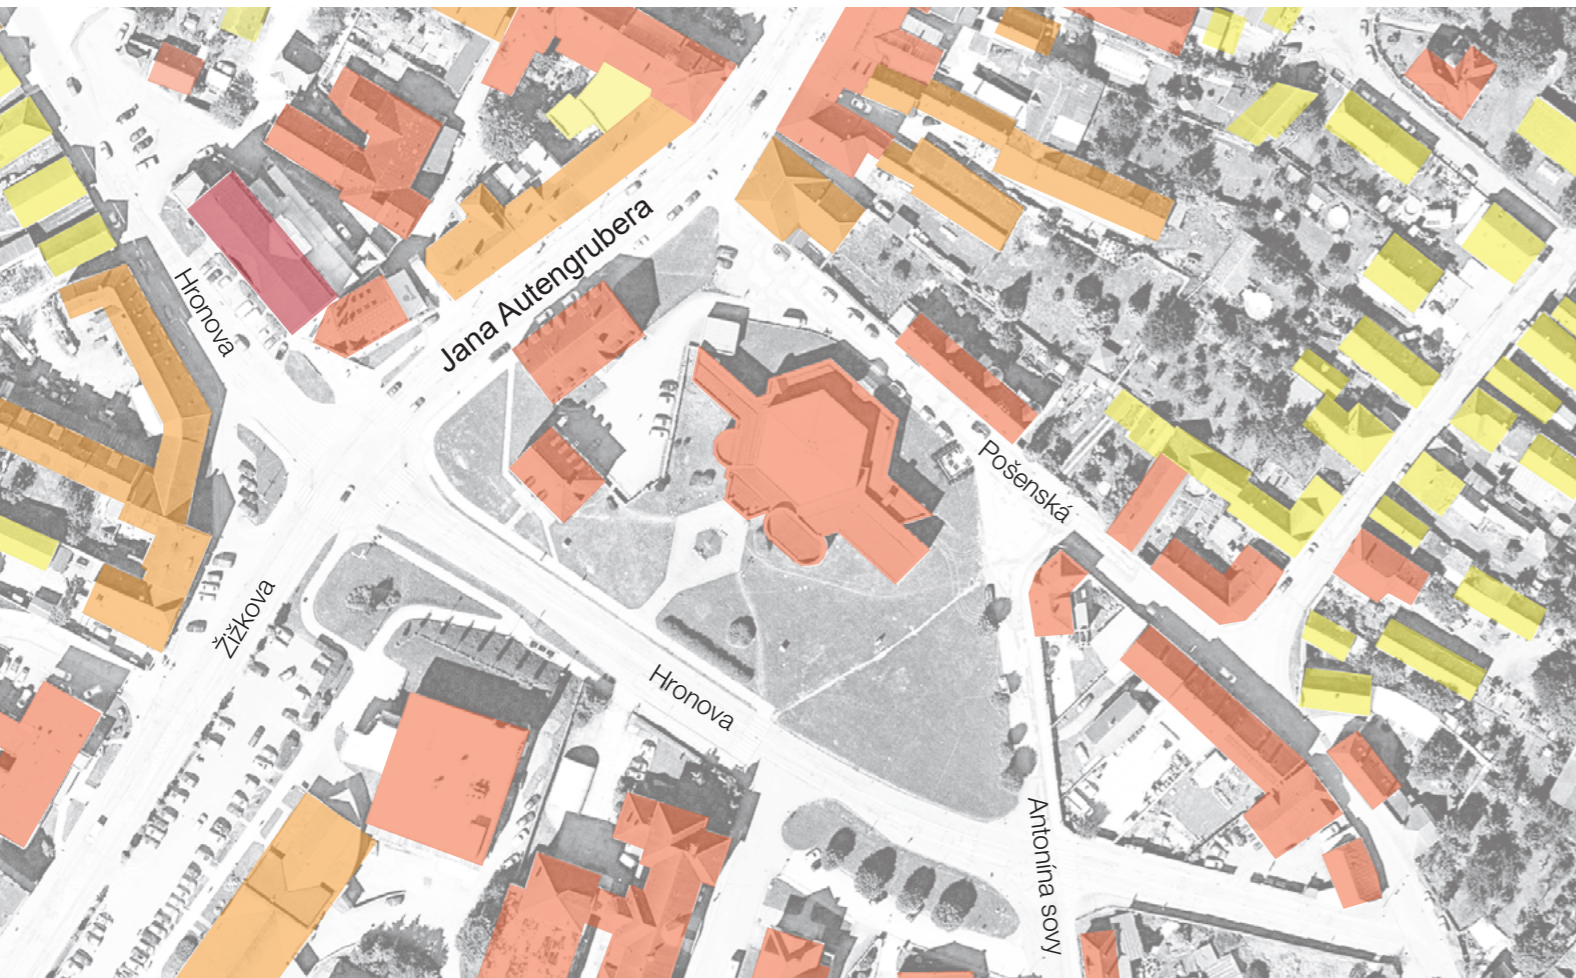 Jana Autengrubera
Hronova
Pošenská
Žižkova
Hronova
Antonína sovy